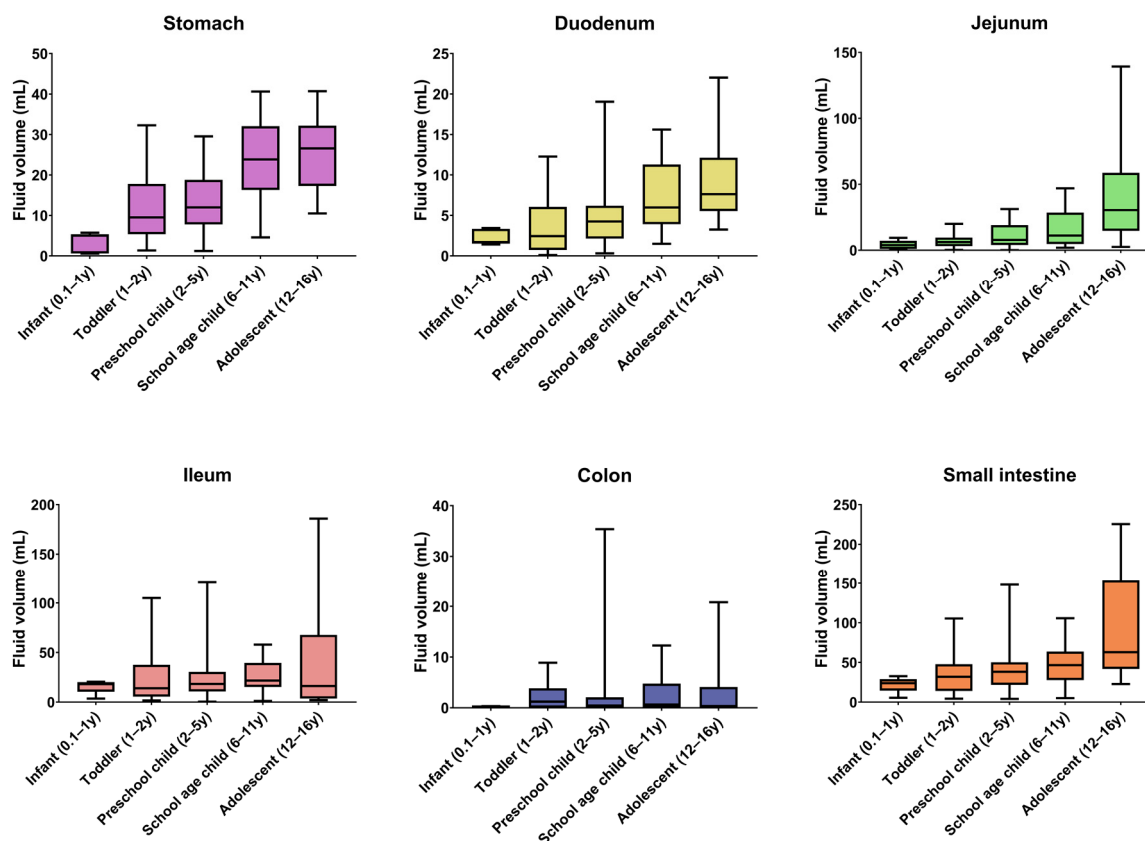 Stomach
Fluid volume (mL)
50
40
30
20
10
0
Infant (0.1–1y)
Toddler (1–2y)
Preschool child (2–5y)
School age child (6–11y)
Adolescent (12–16y)
Duodenum
Fluid volume (mL)
25
20
15
10
5
0
Infant (0.1–1y)
Toddler (1–2y)
Preschool child (2–5y)
School age child (6–11y)
Adolescent (12–16y)
Jejunum
Fluid volume (mL)
150
100
50
0
Infant (0.1–1y)
Toddler (1–2y)
Preschool child (2–5y)
School age child (6–11y)
Adolescent (12–16y)
Ileum
Fluid volume (mL)
200
150
100
50
0
Infant (0.1–1y)
Toddler (1–2y)
Preschool child (2–5y)
School age child (6–11y)
Adolescent (12–16y)
Colon
Fluid volume (mL)
40
30
20
10
0
Infant (0.1–1y)
Toddler (1–2y)
Preschool child (2–5y)
School age child (6–11y)
Adolescent (12–16y)
Small intestine
Fluid volume (mL)
250
200
150
100
50
0
Infant (0.1–1y)
Toddler (1–2y)
Preschool child (2–5y)
School age child (6–11y)
Adolescent (12–16y)